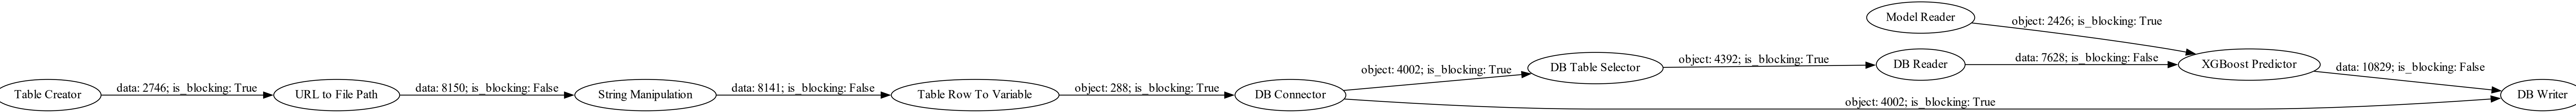 Model Reader
object: 2426; is_blocking: True
Table Creator
data: 2746; is_blocking: True
URL to File Path
data: 8150; is_blocking: False
String Manipulation
data: 8141; is_blocking: False
Table Row To Variable
object: 288; is_blocking: True
DB Connector
object: 4002; is_blocking: True
DB Table Selector
object: 4392; is_blocking: True
DB Reader
data: 7628; is_blocking: False
XGBoost Predictor
data: 10829; is_blocking: False
object: 4002; is_blocking: True
DB Writer